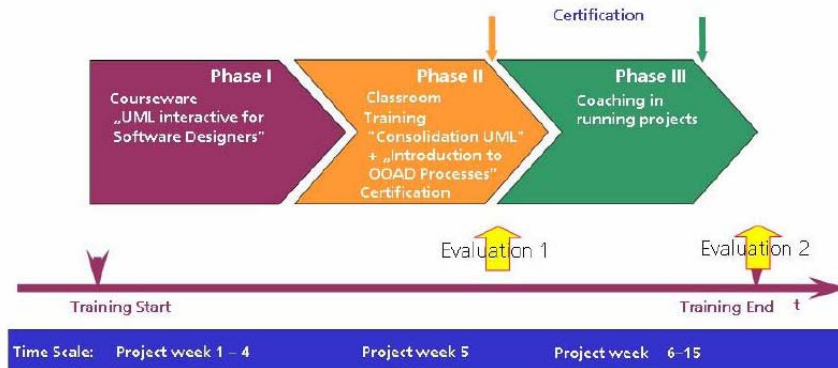 Certification
Phase I
Courseware
„UML interactive for
Software Designers"
Phase II
Classroom
Training
"Consolidation UML"
+ „Introduction to
OOAD Processes"
Certification
Phase III
Coaching in
running projects
Evaluation 1
Evaluation 2
Training Start
Training End t
Time Scale: Project week 1 – 4 Project week 5 Project week 6–15